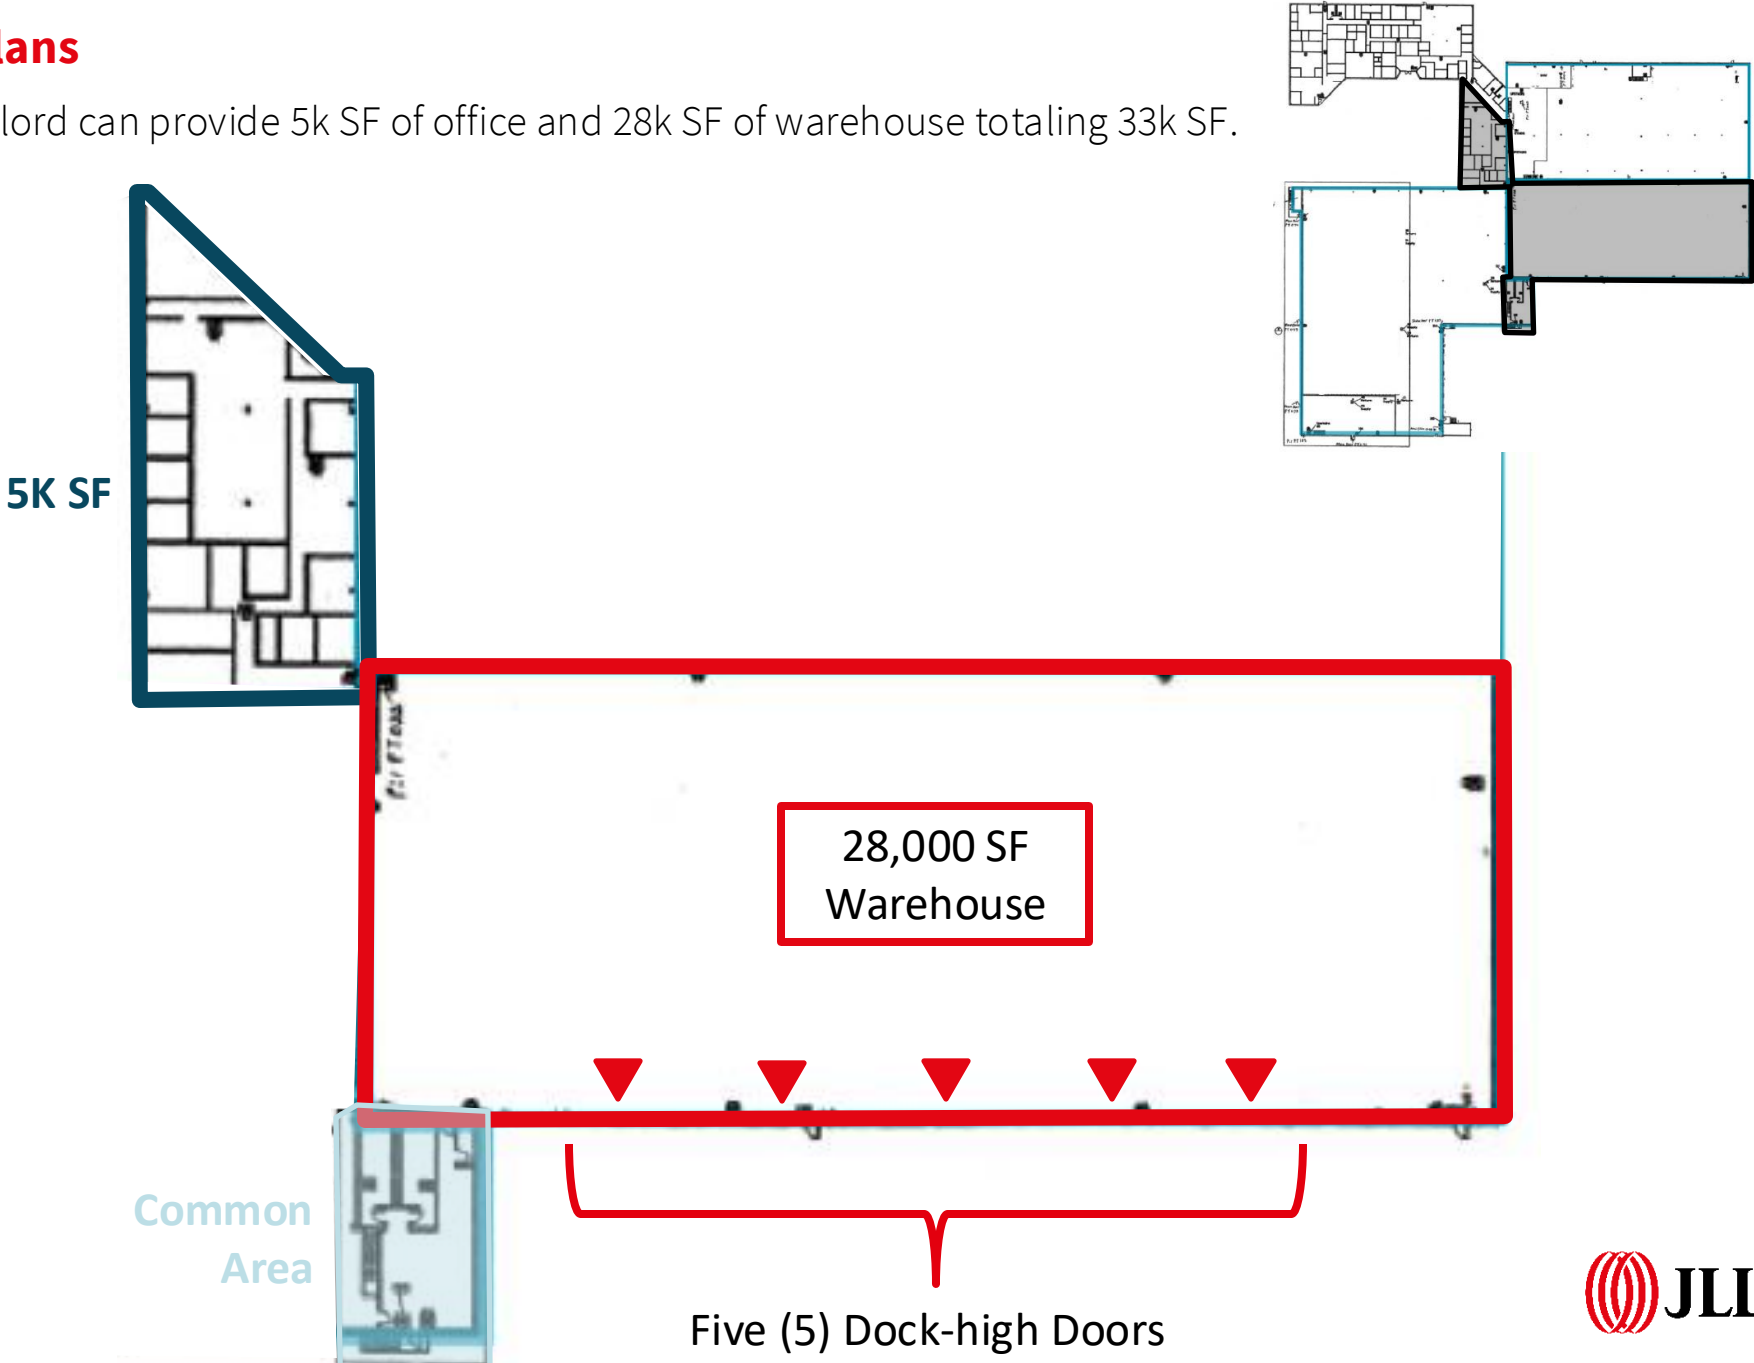 lans
lord can provide 5k SF of office and 28k SF of warehouse totaling 33k SF.
5K SF
28,000 SF
Warehouse
Common
Area
Five (5) Dock-high Doors
JLL